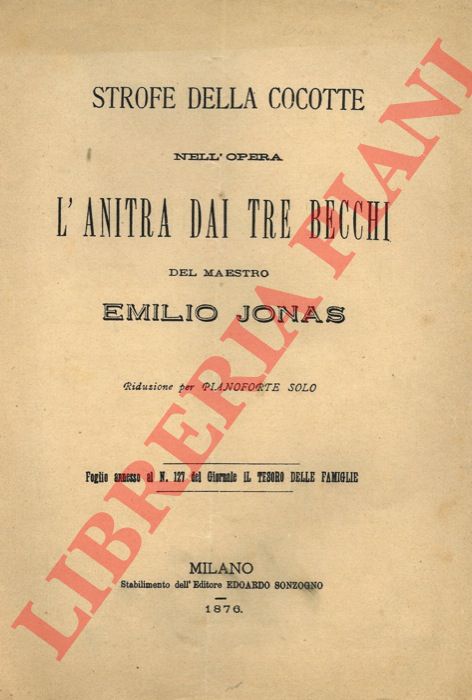 STROFE DELLA COCOTTE
NELL'OPERA
L'ANITRA DAI TRE BECCHI
DEL MAESTRO
EMILIO JONAS
Riduzione per PIANOFORTE SOLO
Foglio annesso al N. 127 del Giornale IL TESORO DELLE FAMIGLIE
MILANO
Stabilimento dell'Editore EDOARDO SONZOGNO
1876.
LIBRERIA PIANI